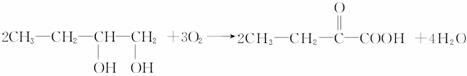 O
2CH₃—CH₂—CH—CH₂ +3O₂ ⟶ 2CH₃—CH₂—C—COOH +4H₂O
OH OH